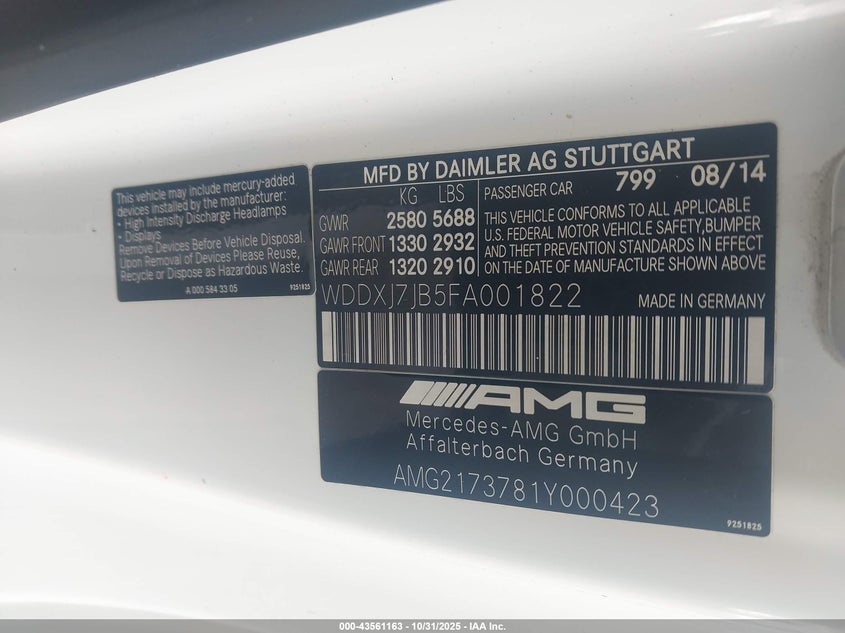 This vehicle may include mercury-added
devices installed by the manufacturer:
- High Intensity Discharge Headlamps
- Displays
Remove Devices Before Vehicle Disposal.
Upon Removal of Devices Please Reuse,
Recycle or Dispose as Hazardous Waste.
A 000 584 33 05 9251825
MFD BY DAIMLER AG STUTTGART
KG LBS PASSENGER CAR 799 08/14
GVWR 2580 5688
GAWR FRONT 1330 2932
GAWR REAR 1320 2910
THIS VEHICLE CONFORMS TO ALL APPLICABLE
U.S. FEDERAL MOTOR VEHICLE SAFETY,BUMPER
AND THEFT PREVENTION STANDARDS IN EFFECT
ON THE DATE OF MANUFACTURE SHOWN ABOVE
WDDXJ7JB5FA001822 MADE IN GERMANY
AMG
Mercedes-AMG GmbH
Affalterbach Germany
AMG2173781Y000423
9251825
000-43561163 - 10/31/2025 - IAA Inc.